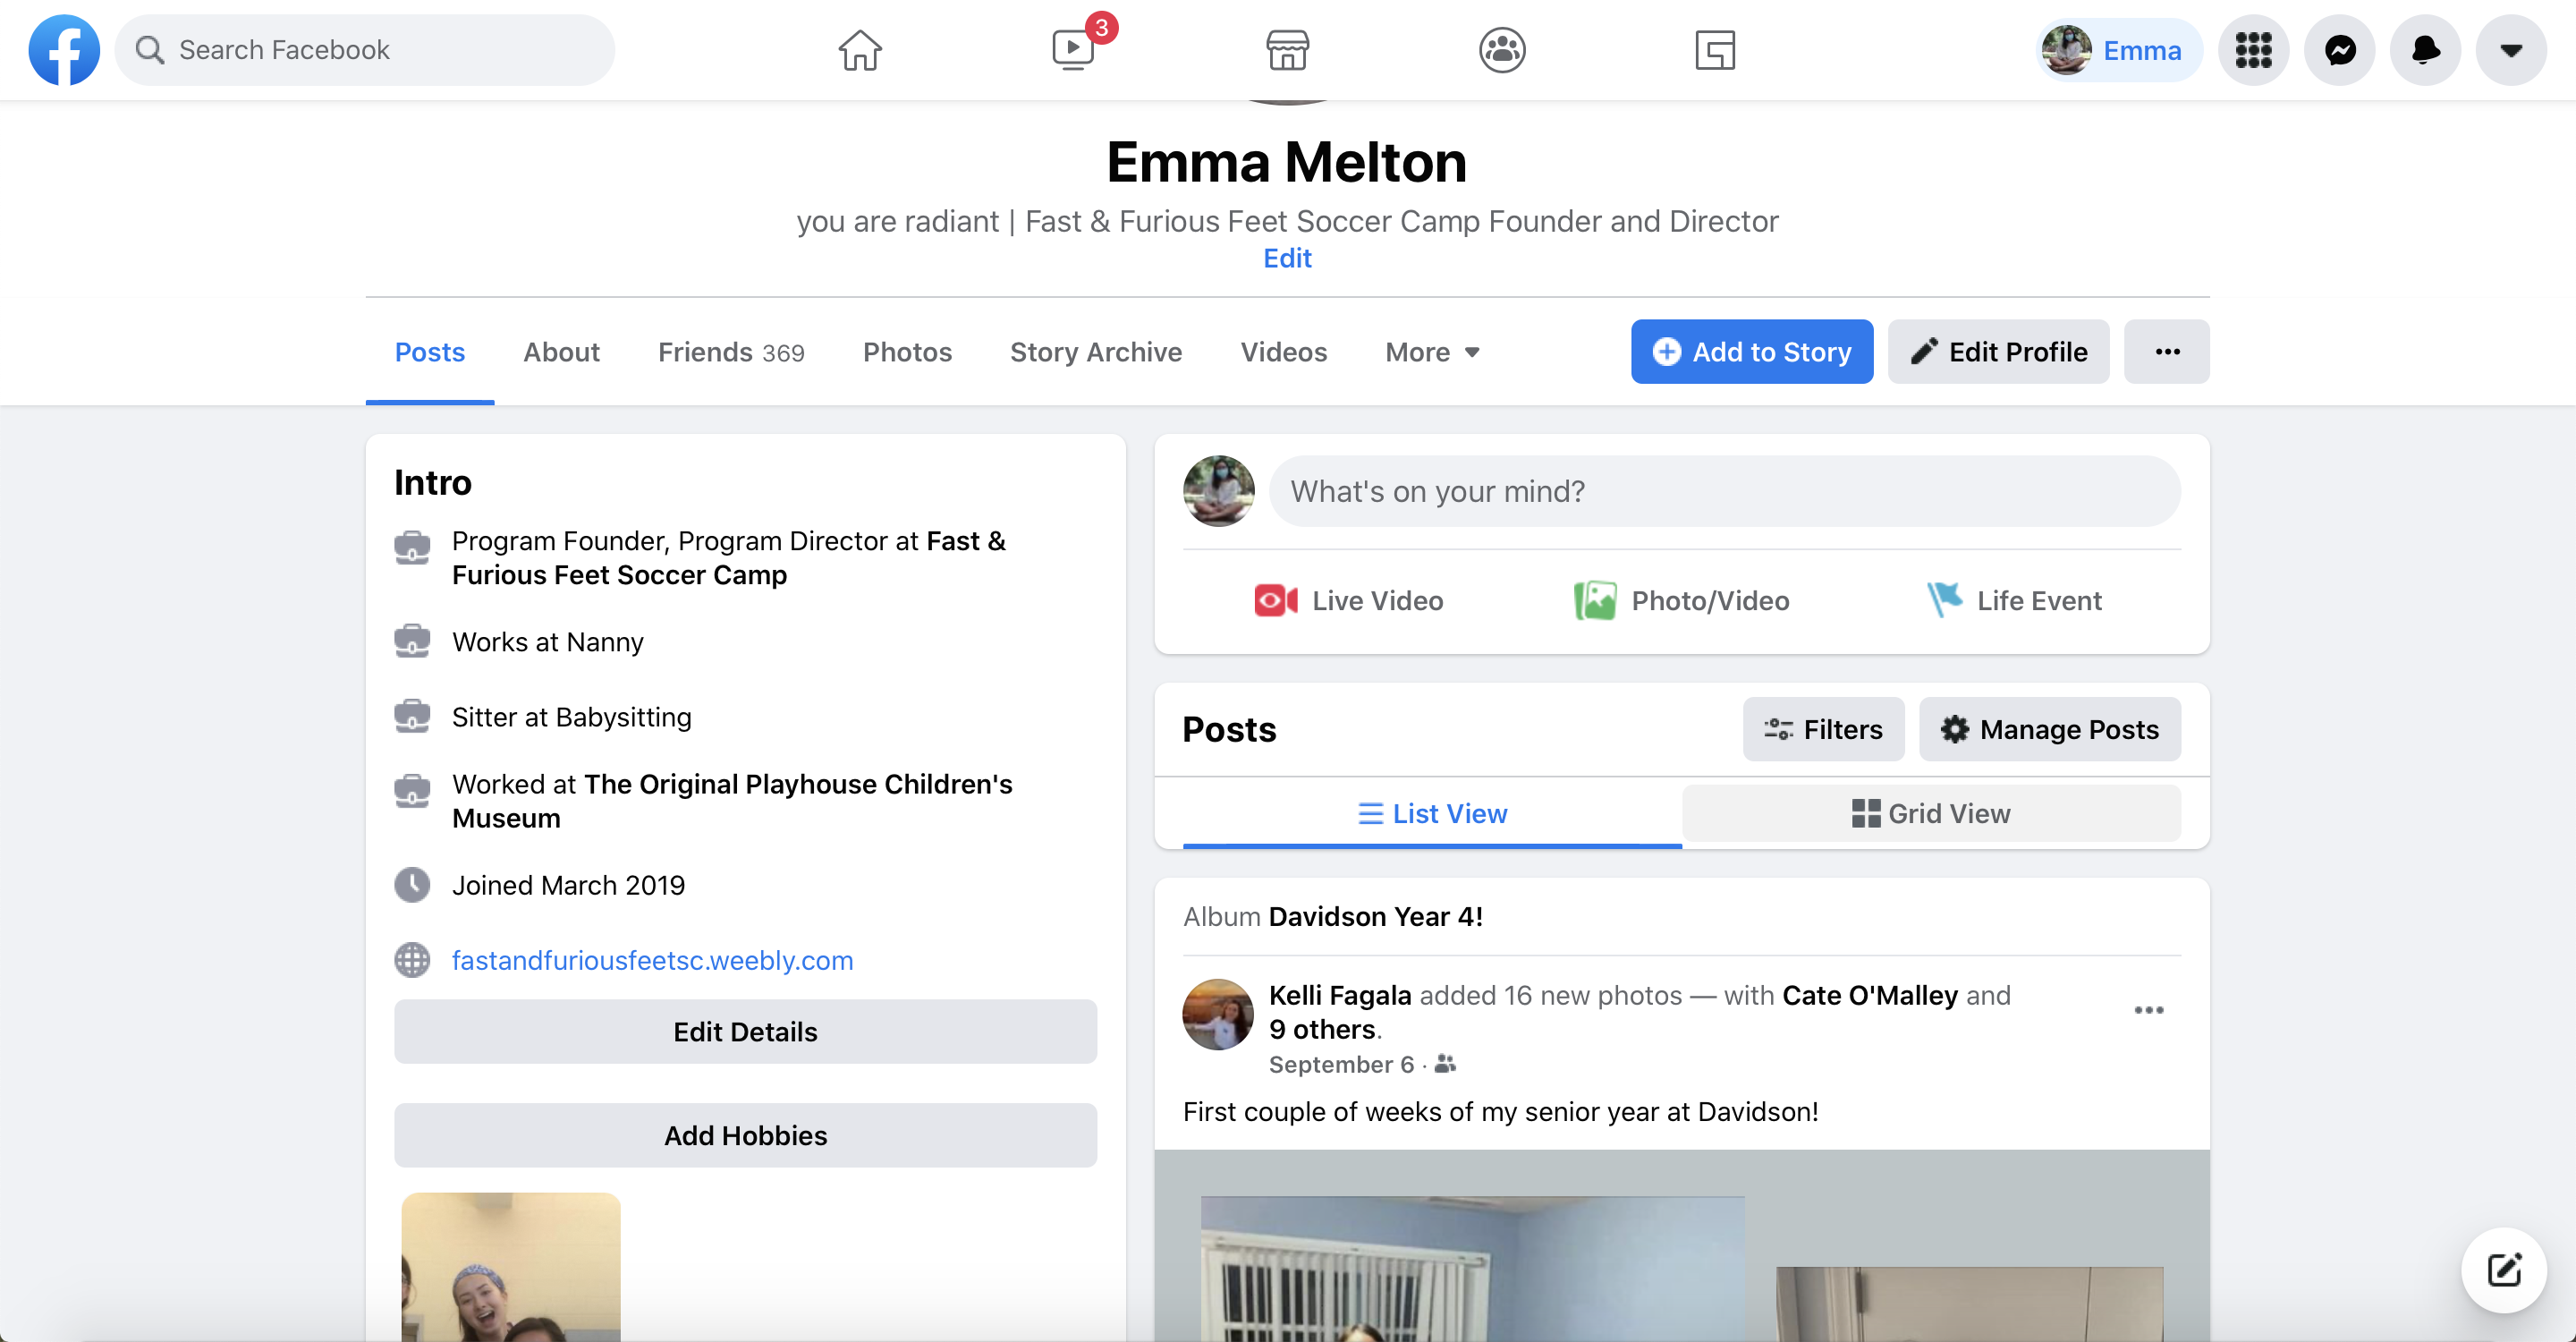 Search Facebook
3
Emma
Emma Melton
you are radiant | Fast & Furious Feet Soccer Camp Founder and Director
Edit
Posts
About
Friends 369
Photos
Story Archive
Videos
More
Add to Story
Edit Profile
Intro
Program Founder, Program Director at Fast &
Furious Feet Soccer Camp
Works at Nanny
Sitter at Babysitting
Worked at The Original Playhouse Children's
Museum
Joined March 2019
fastandfuriousfeetsc.weebly.com
Edit Details
Add Hobbies
What's on your mind?
Live Video
Photo/Video
Life Event
Posts
Filters
Manage Posts
List View
Grid View
Album Davidson Year 4!
Kelli Fagala added 16 new photos — with Cate O'Malley and
9 others.
September 6 ·
First couple of weeks of my senior year at Davidson!